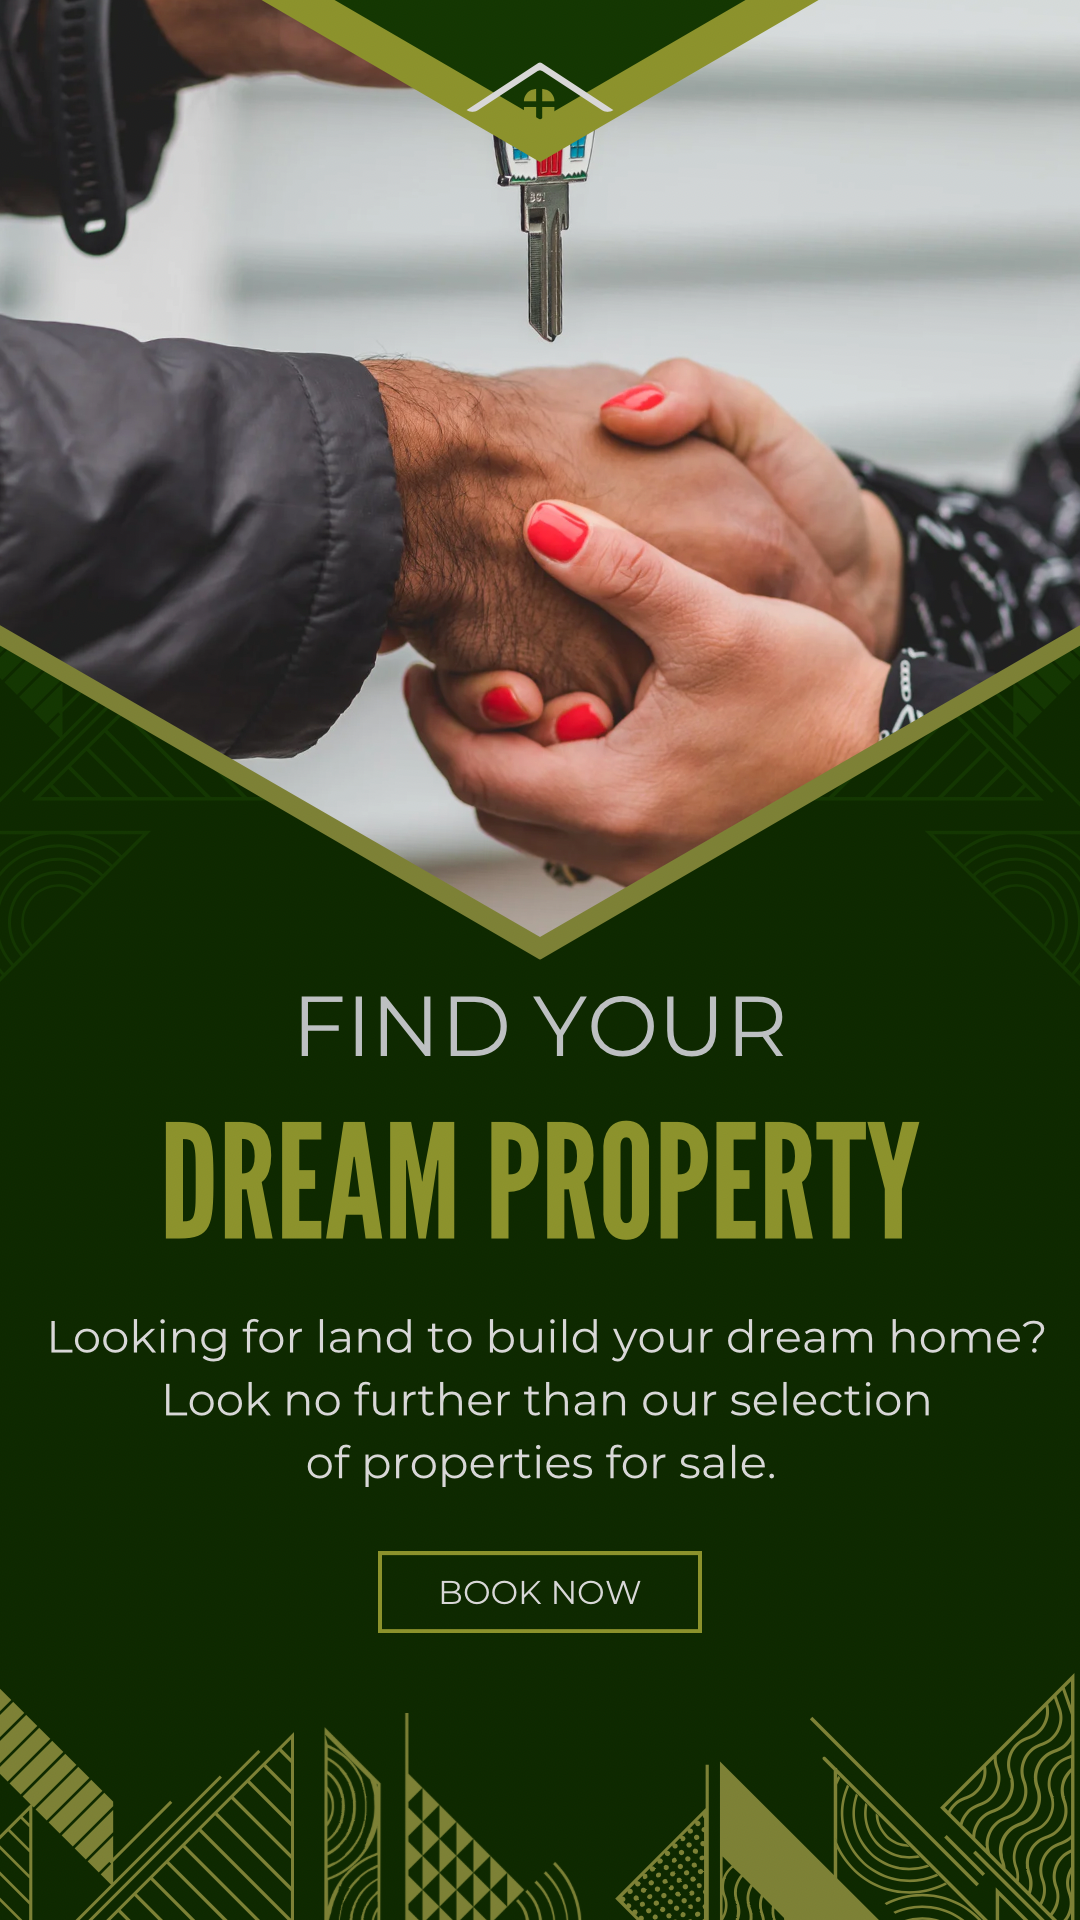 FIND YOUR
DREAM PROPERTY
Looking for land to build your dream home?
Look no further than our selection
of properties for sale.
BOOK NOW